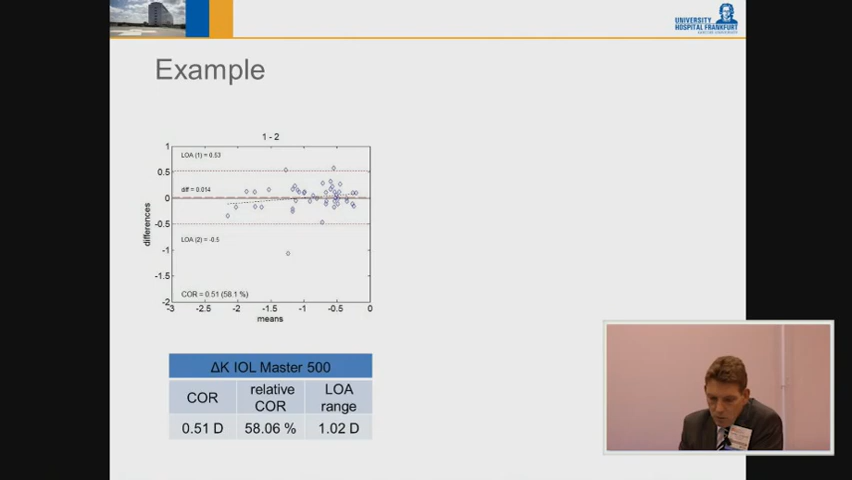 UNIVERSITY
HOSPITAL FRANKFURT
Example
1 - 2
1
0.5
0
-0.5
-1
-1.5
-2
differences
LOA (1) = 0.53
diff = 0.014
LOA (2) = -0.5
COR = 0.51 (58.1 %)
-3 -2.5 -2 -1.5 -1 -0.5 0
means
ΔK IOL Master 500
COR relative COR LOA range
0.51 D 58.06 % 1.02 D